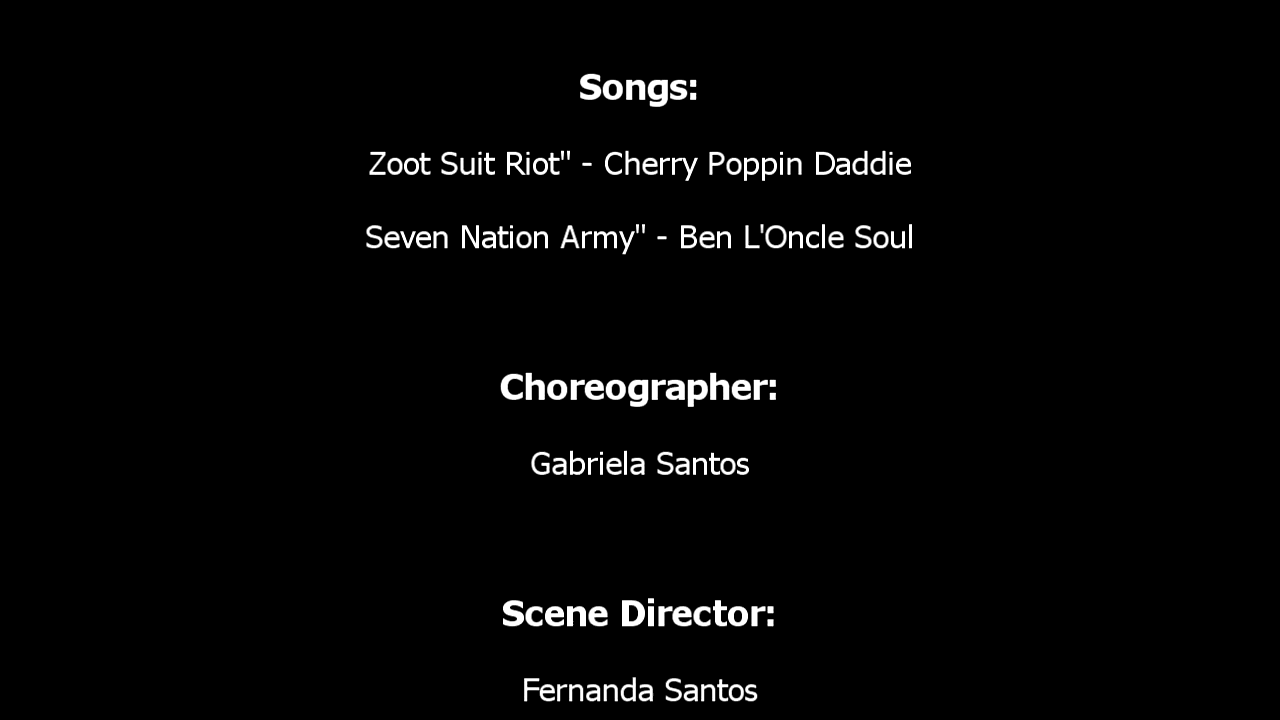 Songs:
Zoot Suit Riot" - Cherry Poppin Daddie
Seven Nation Army" - Ben L'Oncle Soul
Choreographer:
Gabriela Santos
Scene Director:
Fernanda Santos